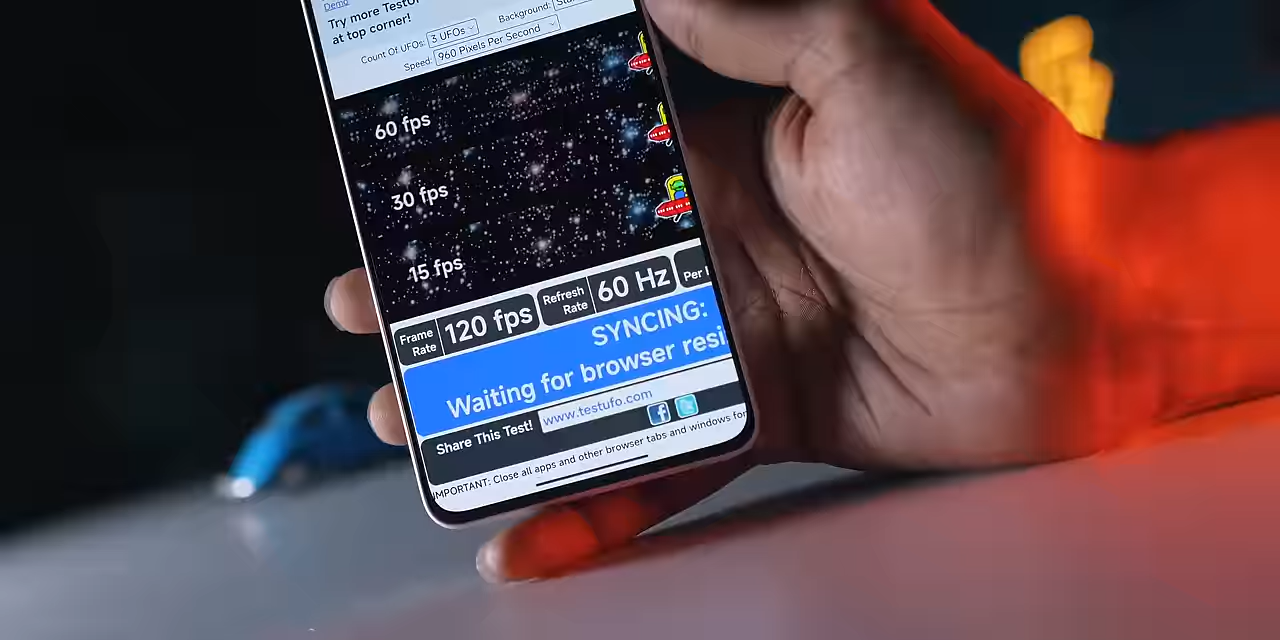 Demo
Try more
at top corner!
Count Of UFOs: 3 UFOs
Background:
Speed: 960 Pixels Per Second
60 fps
30 fps
15 fps
Frame Rate 120 fps
Refresh Rate 60 Hz
Per
SYNCING:
Waiting for browser
Share This Test! www.testufo.com
IMPORTANT: Close all apps and other browser tabs and windows for